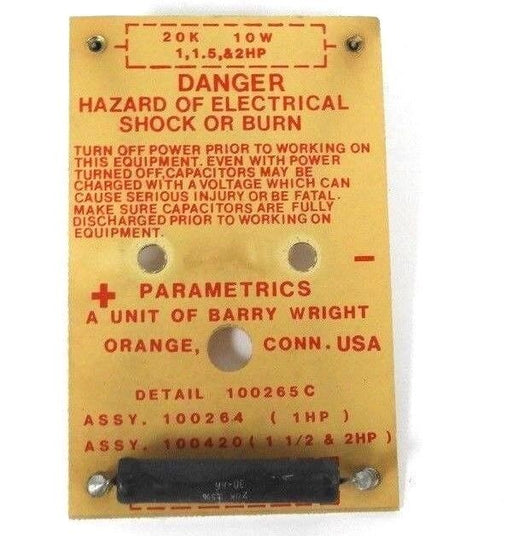 20K 10W
1,1.5,&2HP
DANGER
HAZARD OF ELECTRICAL
SHOCK OR BURN
TURN OFF POWER PRIOR TO WORKING ON
THIS EQUIPMENT. EVEN WITH POWER
TURNED OFF,CAPACITORS MAY BE
CHARGED WITH A VOLTAGE WHICH CAN
CAUSE SERIOUS INJURY OR BE FATAL.
MAKE SURE CAPACITORS ARE FULLY
DISCHARGED PRIOR TO WORKING ON
EQUIPMENT.
–
+ PARAMETRICS
A UNIT OF BARRY WRIGHT
ORANGE, CONN. USA
DETAIL 100265C
ASSY. 100264 ( 1HP )
ASSY. 100420 ( 1 1/2 & 2HP )